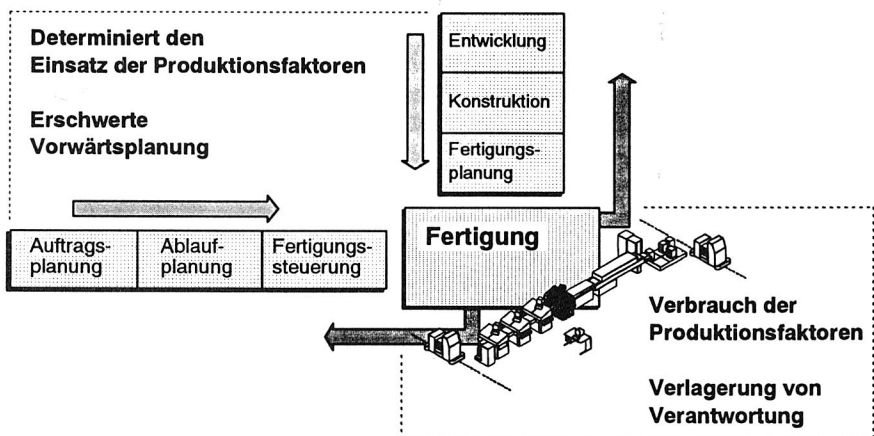 Determiniert den
Einsatz der Produktionsfaktoren
Erschwerte
Vorwärtsplanung
Entwicklung
Konstruktion
Fertigungs-
planung
Auftrags-
planung
Ablauf-
planung
Fertigungs-
steuerung
Fertigung
Verbrauch der
Produktionsfaktoren
Verlagerung von
Verantwortung